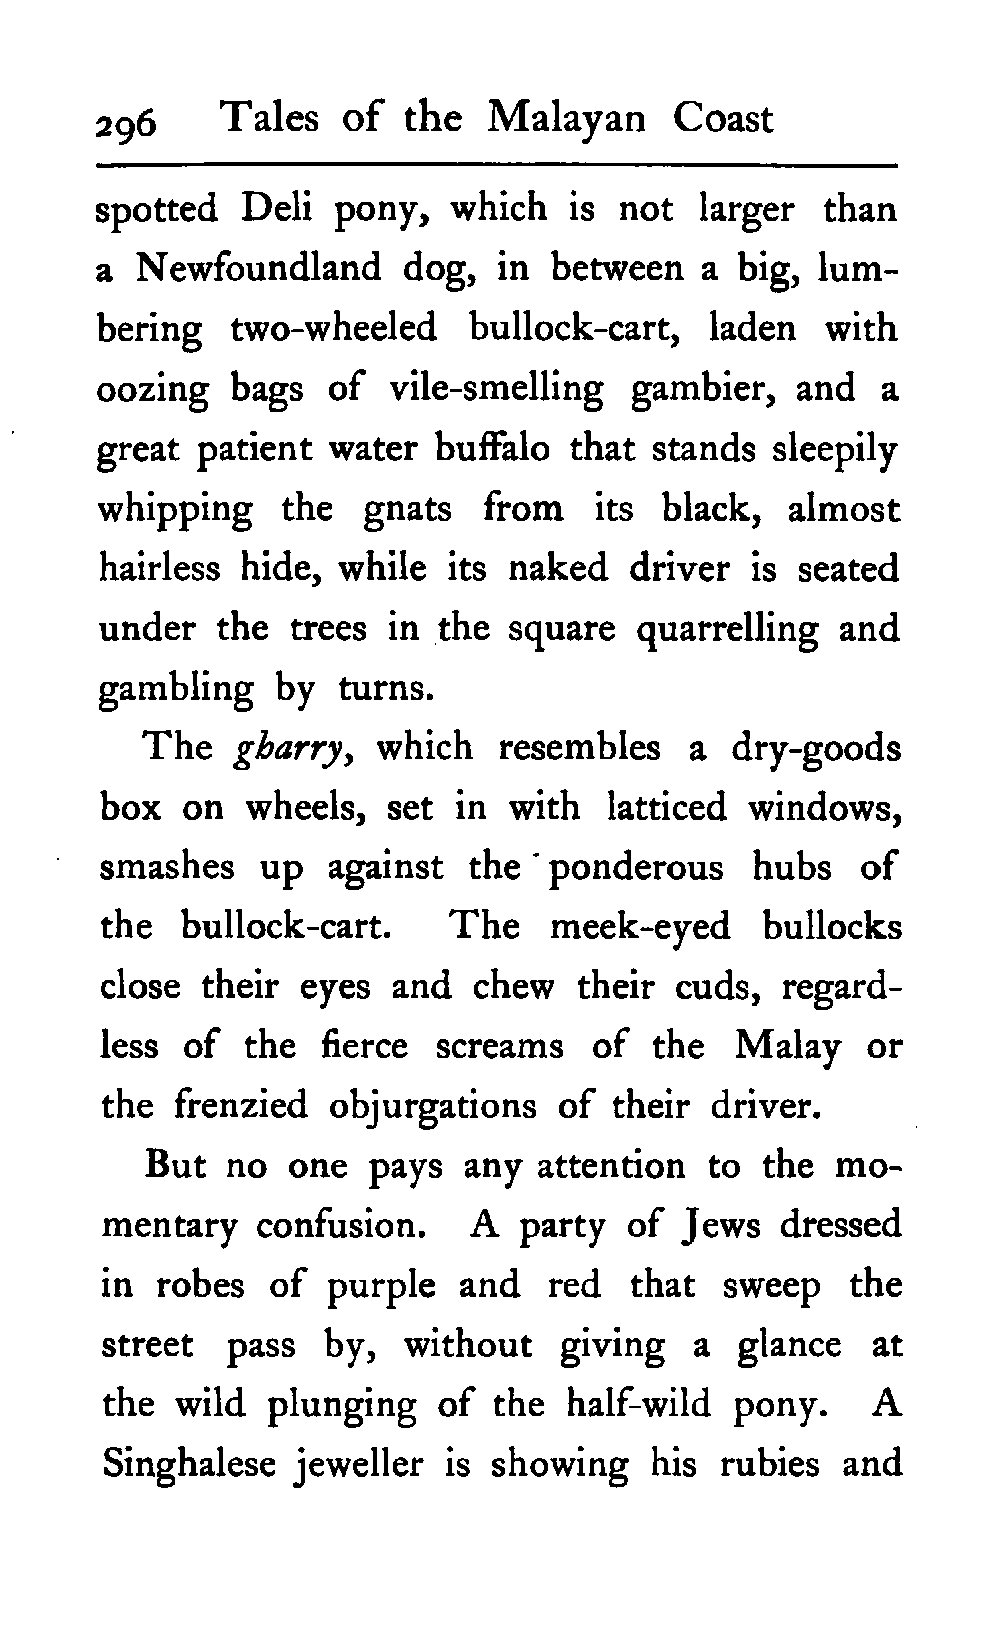 296 Tales of the Malayan Coast
spotted Deli pony, which is not larger than
a Newfoundland dog, in between a big, lum-
bering two-wheeled bullock-cart, laden with
oozing bags of vile-smelling gambier, and a
great patient water buffalo that stands sleepily
whipping the gnats from its black, almost
hairless hide, while its naked driver is seated
under the trees in the square quarrelling and
gambling by turns.
The gharry, which resembles a dry-goods
box on wheels, set in with latticed windows,
smashes up against the ponderous hubs of
the bullock-cart. The meek-eyed bullocks
close their eyes and chew their cuds, regard-
less of the fierce screams of the Malay or
the frenzied objurgations of their driver.
But no one pays any attention to the mo-
mentary confusion. A party of Jews dressed
in robes of purple and red that sweep the
street pass by, without giving a glance at
the wild plunging of the half-wild pony. A
Singhalese jeweller is showing his rubies and